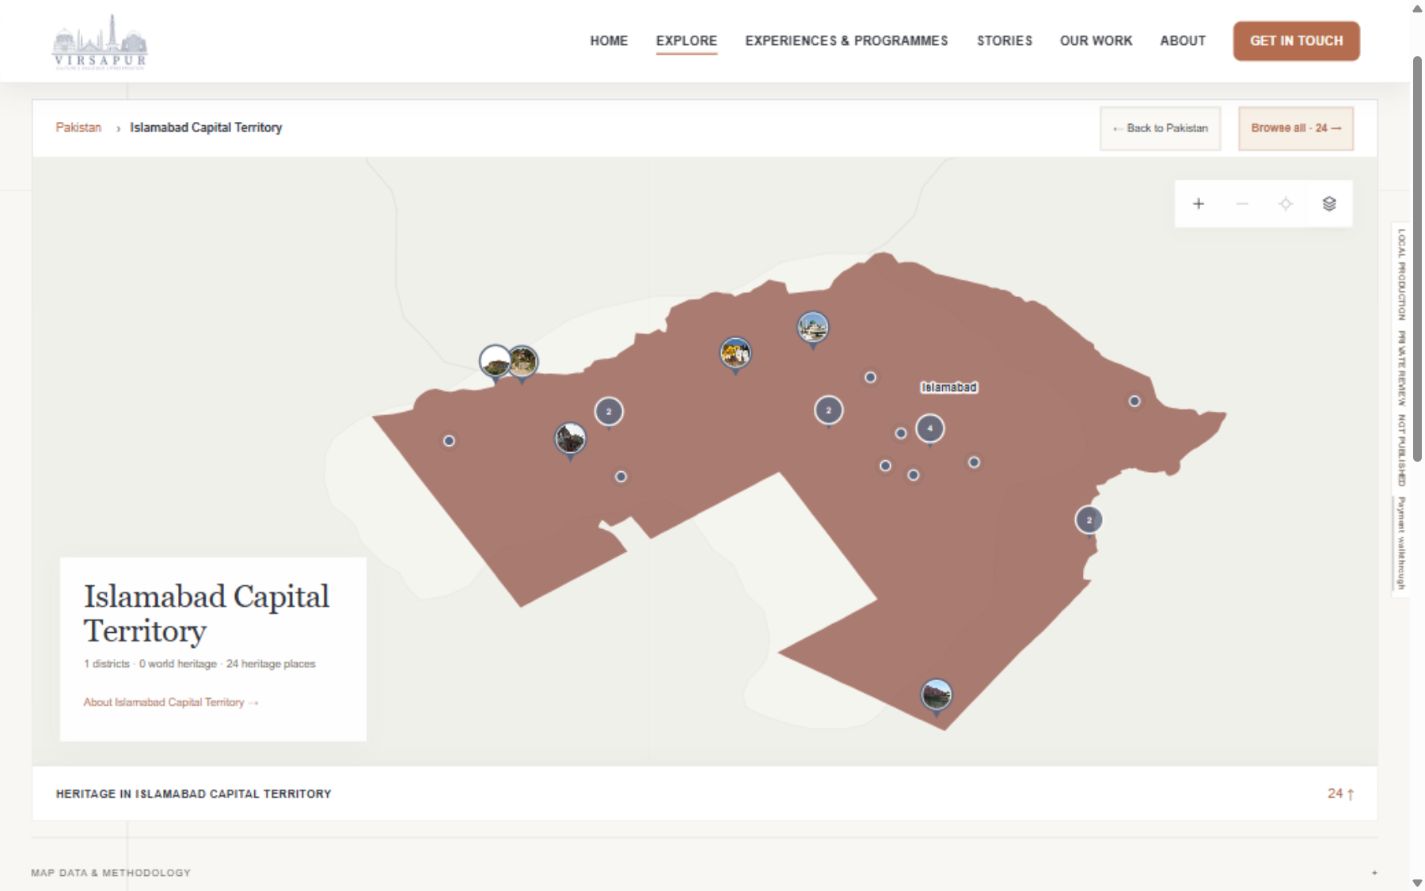 VIRSAPUR
HOME
EXPLORE
EXPERIENCES & PROGRAMMES
STORIES
OUR WORK
ABOUT
GET IN TOUCH
Pakistan › Islamabad Capital Territory
← Back to Pakistan
Browse all · 24 →
Islamabad
2
2
4
2
Islamabad Capital
Territory
1 districts · 0 world heritage · 24 heritage places
About Islamabad Capital Territory →
HERITAGE IN ISLAMABAD CAPITAL TERRITORY
24 ↑
MAP DATA & METHODOLOGY
+
LOCAL PRODUCTION PRIVATE REVIEW NOT PUBLISHED Payment walkthrough